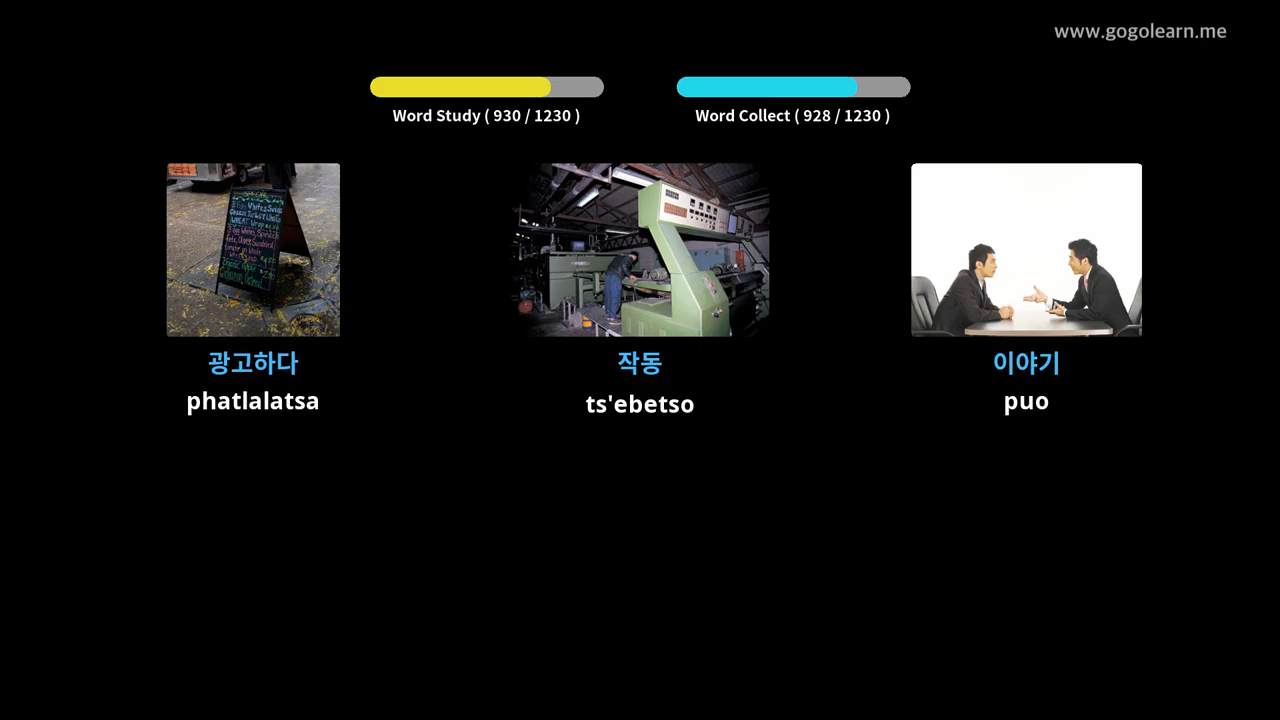 www.gogolearn.me
Word Study ( 930 / 1230 )
Word Collect ( 928 / 1230 )
광고하다
작동
이야기
phatlalatsa
ts'ebetso
puo